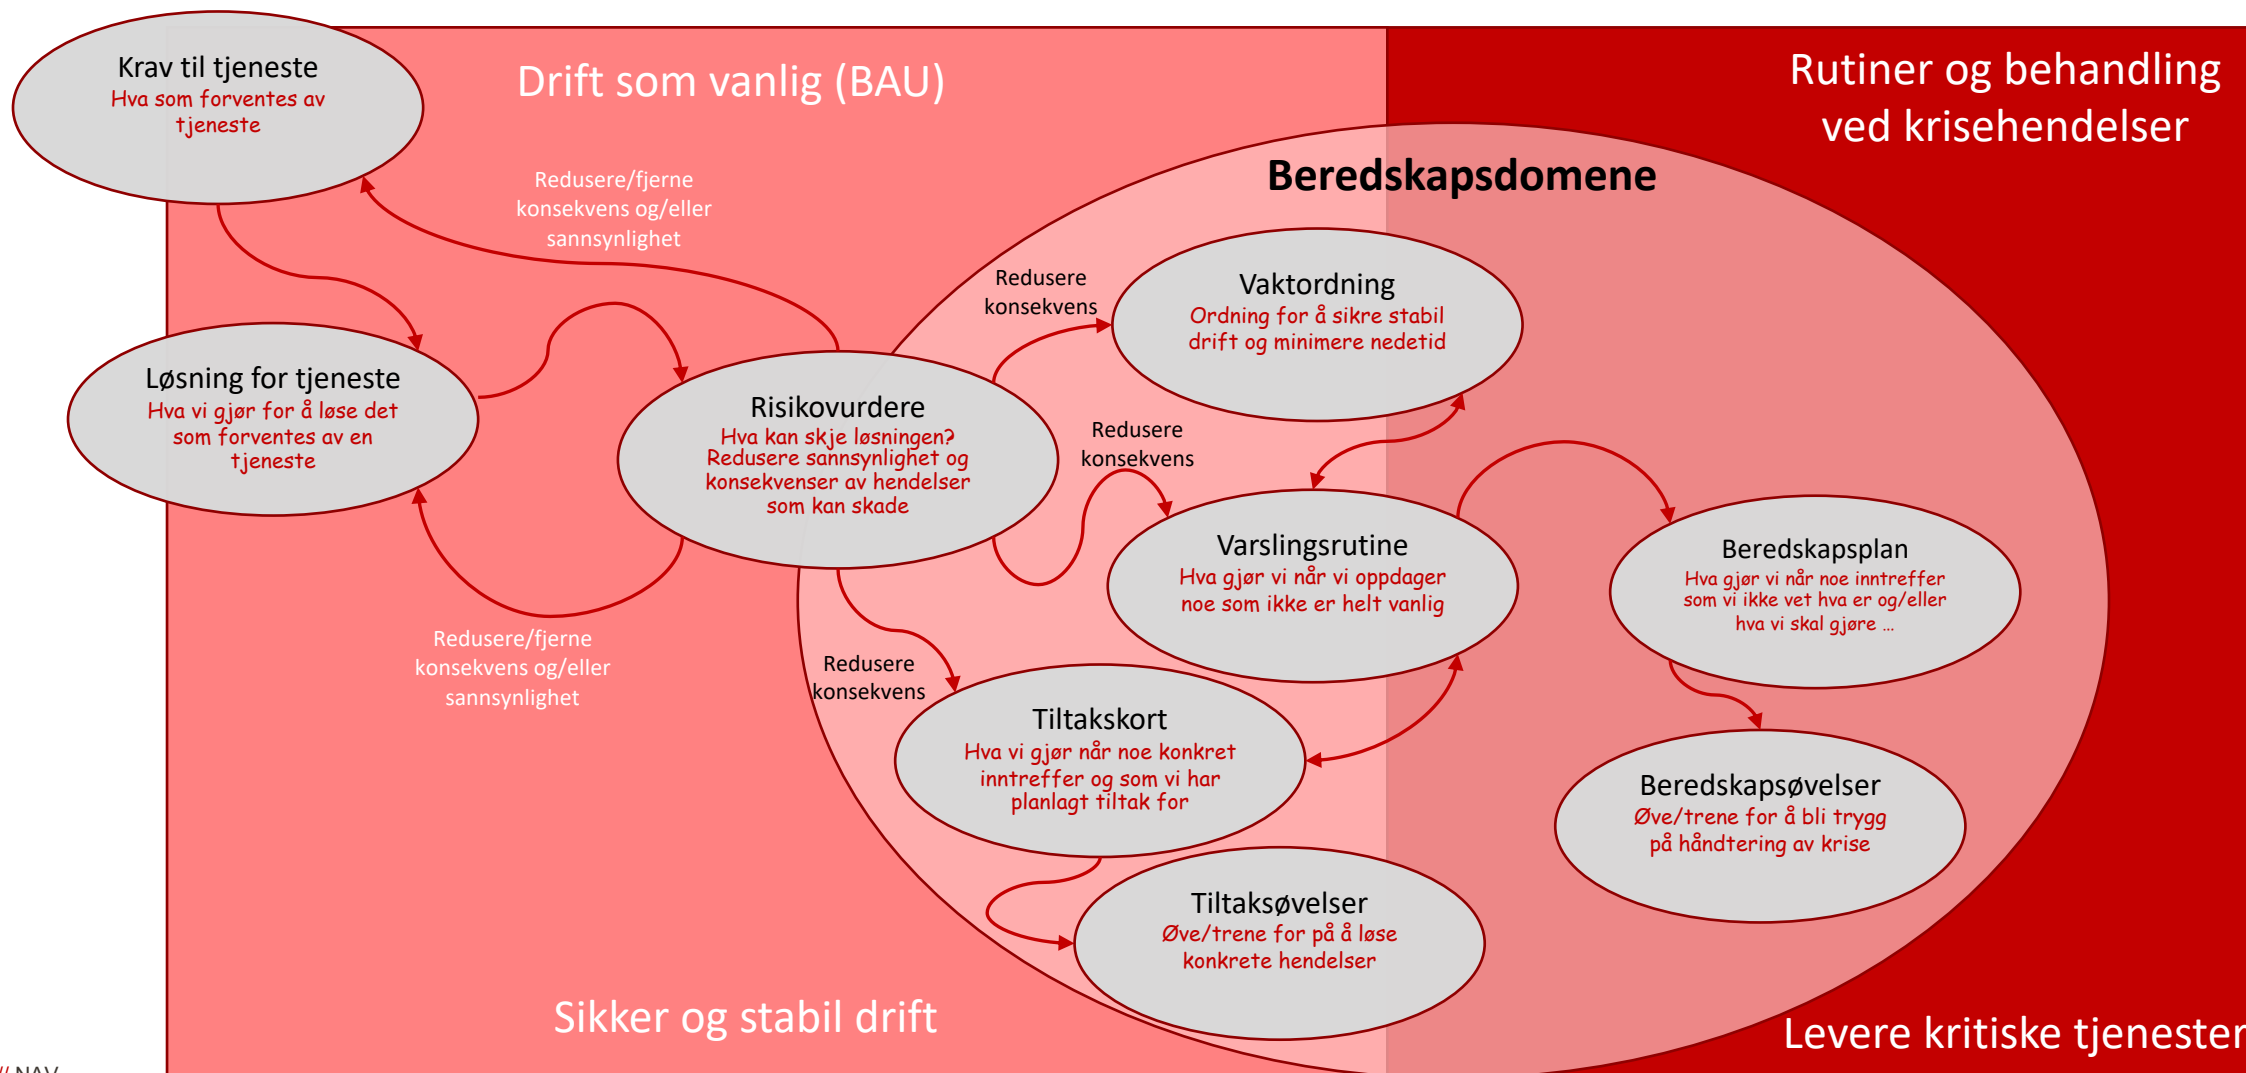 Krav til tjeneste
Hva som forventes av
tjeneste
Drift som vanlig (BAU)
Rutiner og behandling
ved krisehendelser
Beredskapsdomene
Redusere/fjerne
konsekvens og/eller
sannsynlighet
Redusere
konsekvens
Vaktordning
Ordning for å sikre stabil
drift og minimere nedetid
Løsning for tjeneste
Hva vi gjør for å løse det
som forventes av en
tjeneste
Risikovurdere
Hva kan skje løsningen?
Redusere sannsynlighet og
konsekvenser av hendelser
som kan skade
Redusere
konsekvens
Varslingsrutine
Hva gjør vi når vi oppdager
noe som ikke er helt vanlig
Beredskapsplan
Hva gjør vi når noe inntreffer
som vi ikke vet hva er og/eller
hva vi skal gjøre …
Redusere/fjerne
konsekvens og/eller
sannsynlighet
Redusere
konsekvens
Tiltakskort
Hva vi gjør når noe konkret
inntreffer og som vi har
planlagt tiltak for
Beredskapsøvelser
Øve/trene for å bli trygg
på håndtering av krise
Tiltaksøvelser
Øve/trene for på å løse
konkrete hendelser
Sikker og stabil drift
Levere kritiske tjenester
// NAV